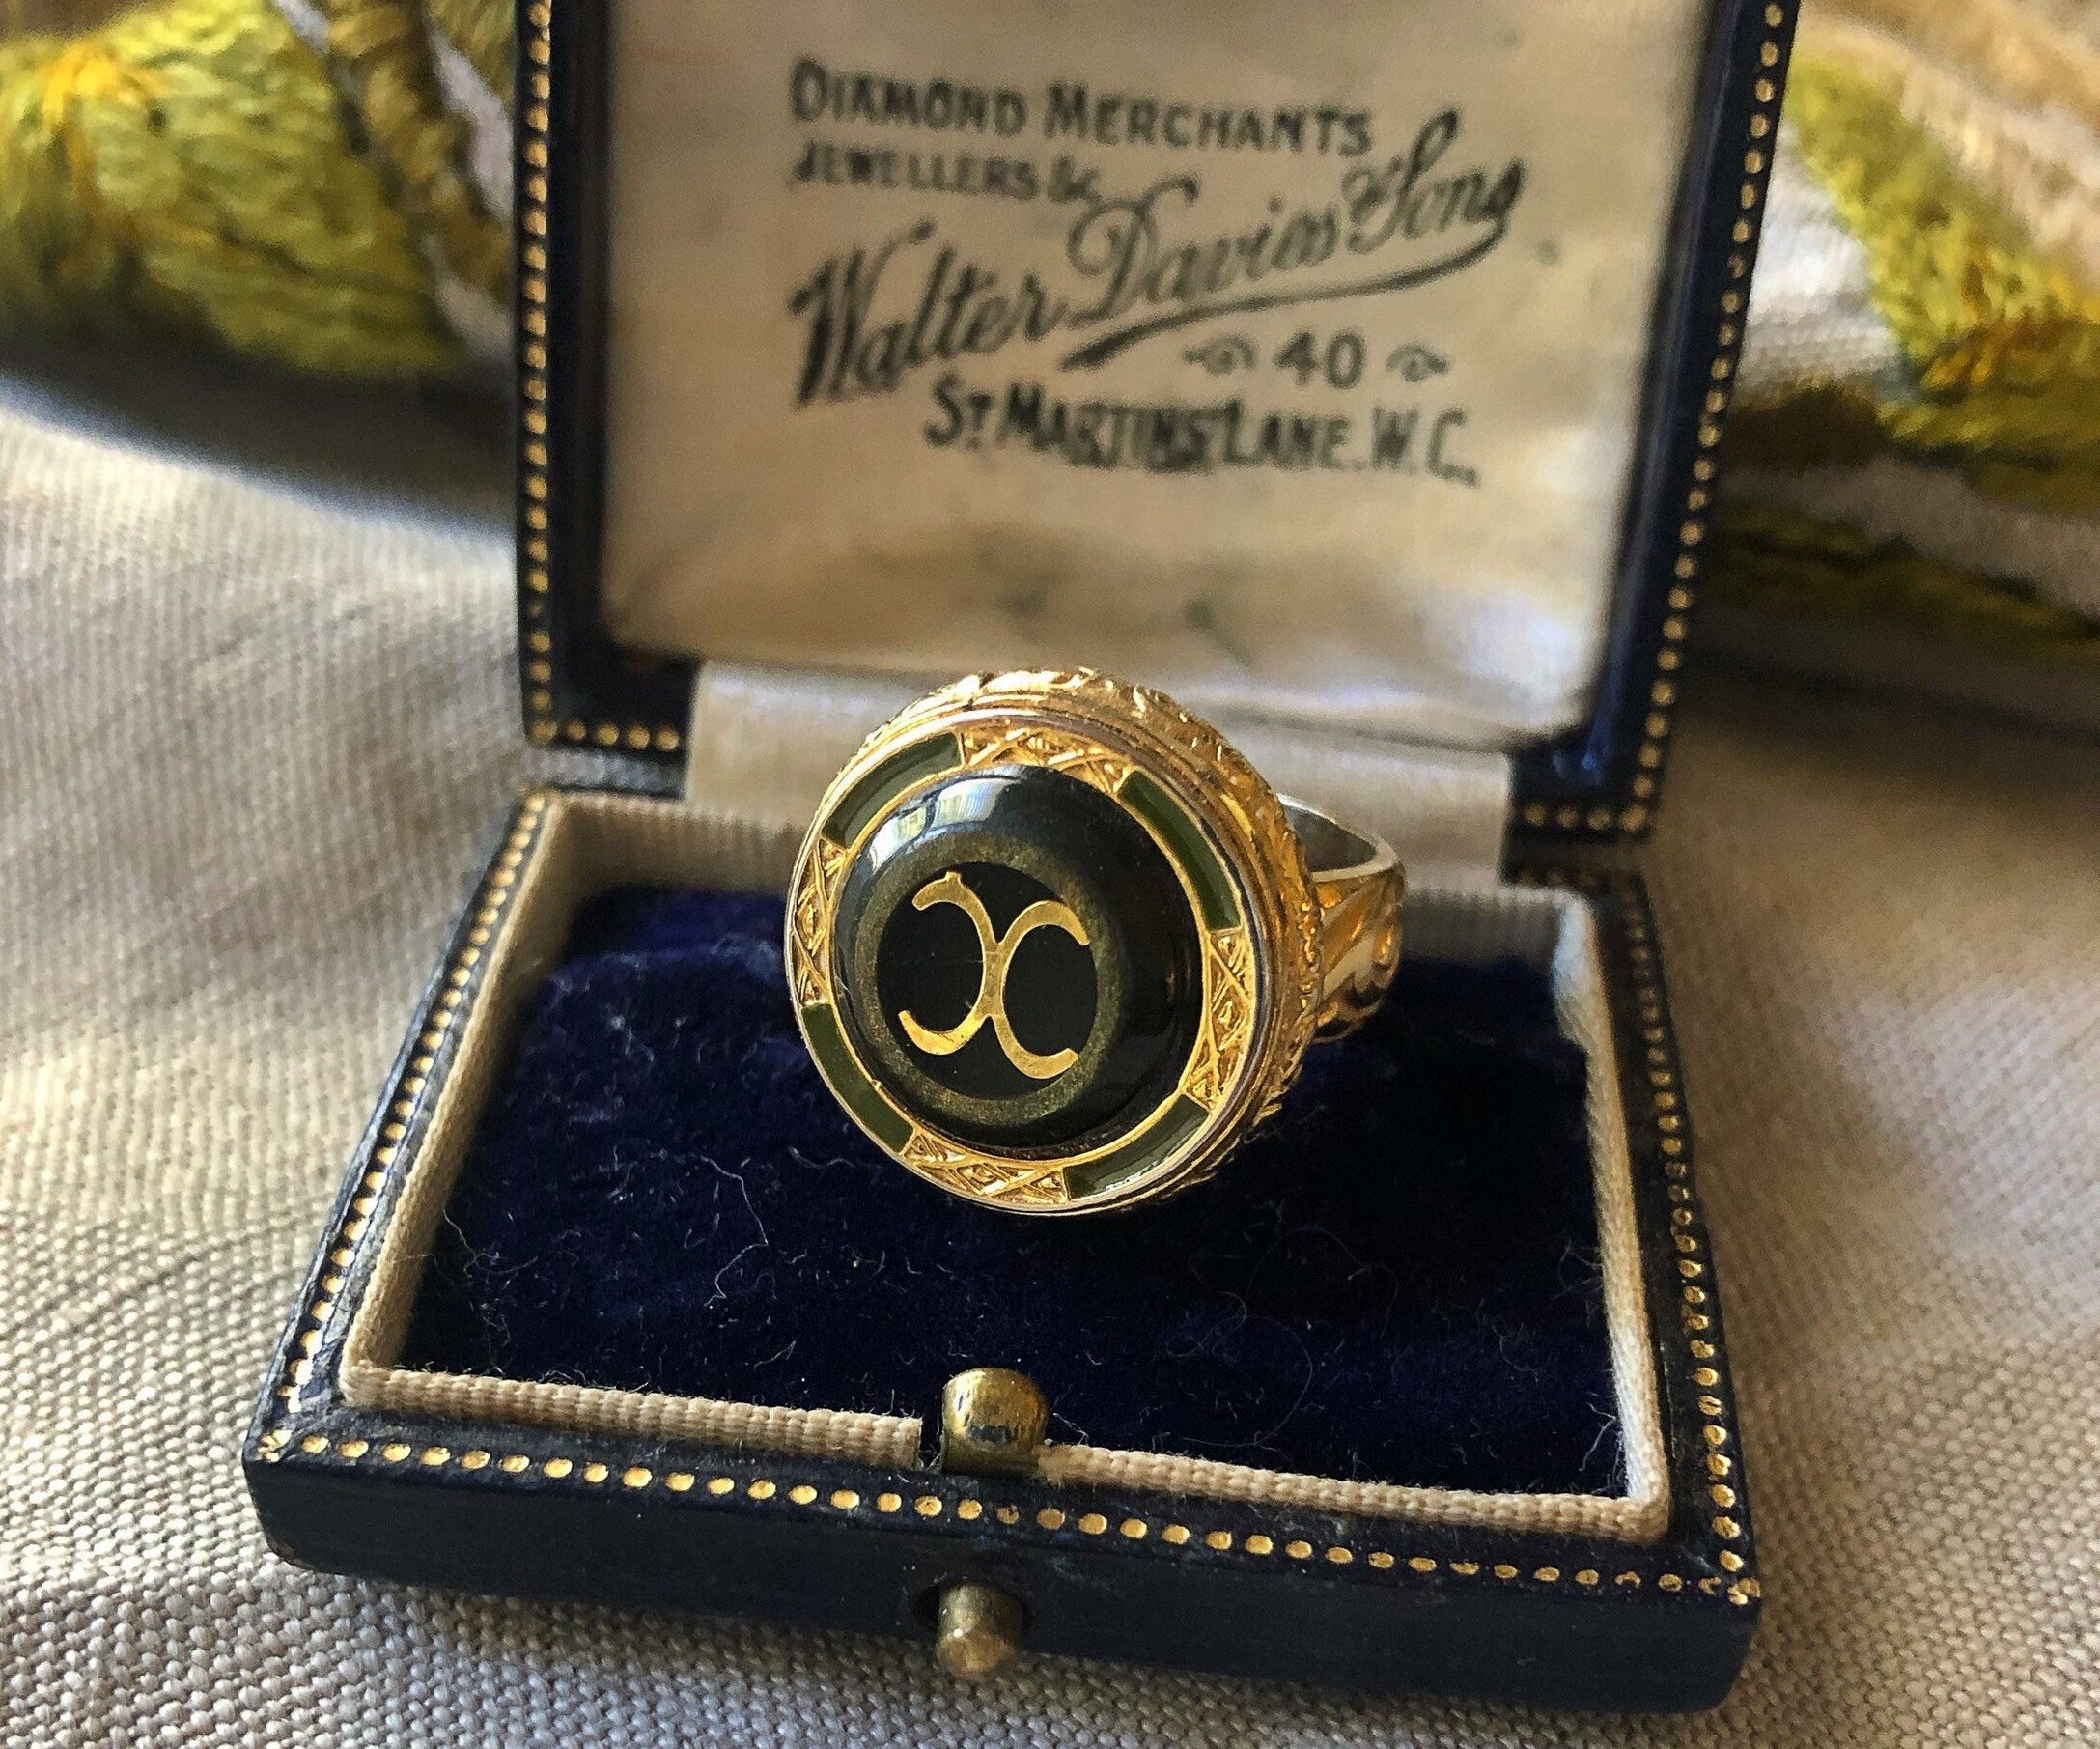 DIAMOND MERCHANTS
JEWELLERS &c
Walter Davies & Sons
40
ST MARTINS LANE. W.C.